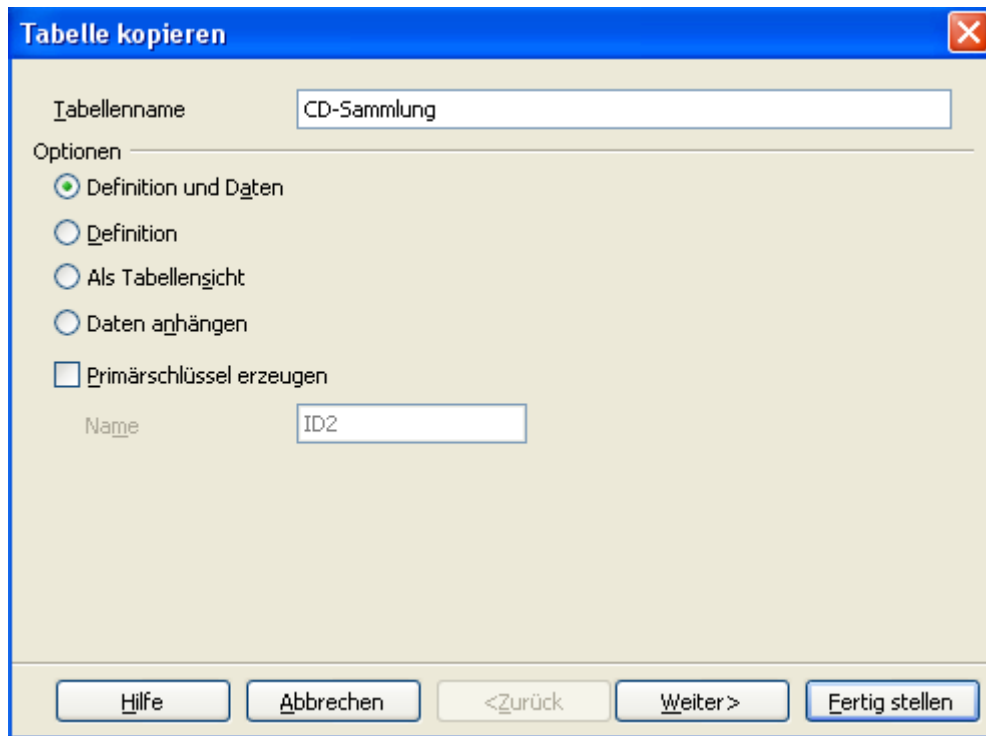 Tabelle kopieren
Tabellenname CD-Sammlung
Optionen
Definition und Daten
Definition
Als Tabellensicht
Daten anhängen
Primärschlüssel erzeugen
Name ID2
Hilfe Abbrechen <Zurück Weiter> Fertig stellen